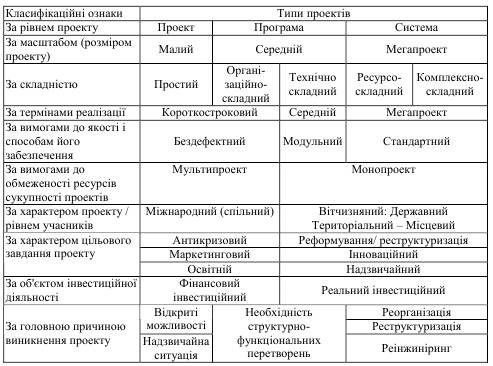 Класифікаційні ознаки Типи проектів
За рівнем проекту Проект Програма Система
За масштабом (розміром проекту) Малий Середній Мегапроект
За складністю Простий Органі-заційно-складний Технічно складний Ресурсо-складний Комплексно-складний
За термінами реалізації Короткостроковий Середній Мегапроект
За вимогами до якості і способам його забезпечення Бездефектний Модульний Стандартний
За вимогами до обмеженості ресурсів сукупності проектів Мультипроект Монопроект
За характером проекту / рівнем учасників Міжнародний (спільний) Вітчизняний: Державний Територіальний – Місцевий
За характером цільового завдання проекту Антикризовий Реформування/ реструктуризація
Маркетинговий Інноваційний
Освітній Надзвичайний
За об'єктом інвестиційної діяльності Фінансовий інвестиційний Реальний інвестиційний
За головною причиною виникнення проекту Відкриті можливості Необхідність структурно-функціональних перетворень Реорганізація
Реструктуризація
Надзвичайна ситуація Реінжиніринг